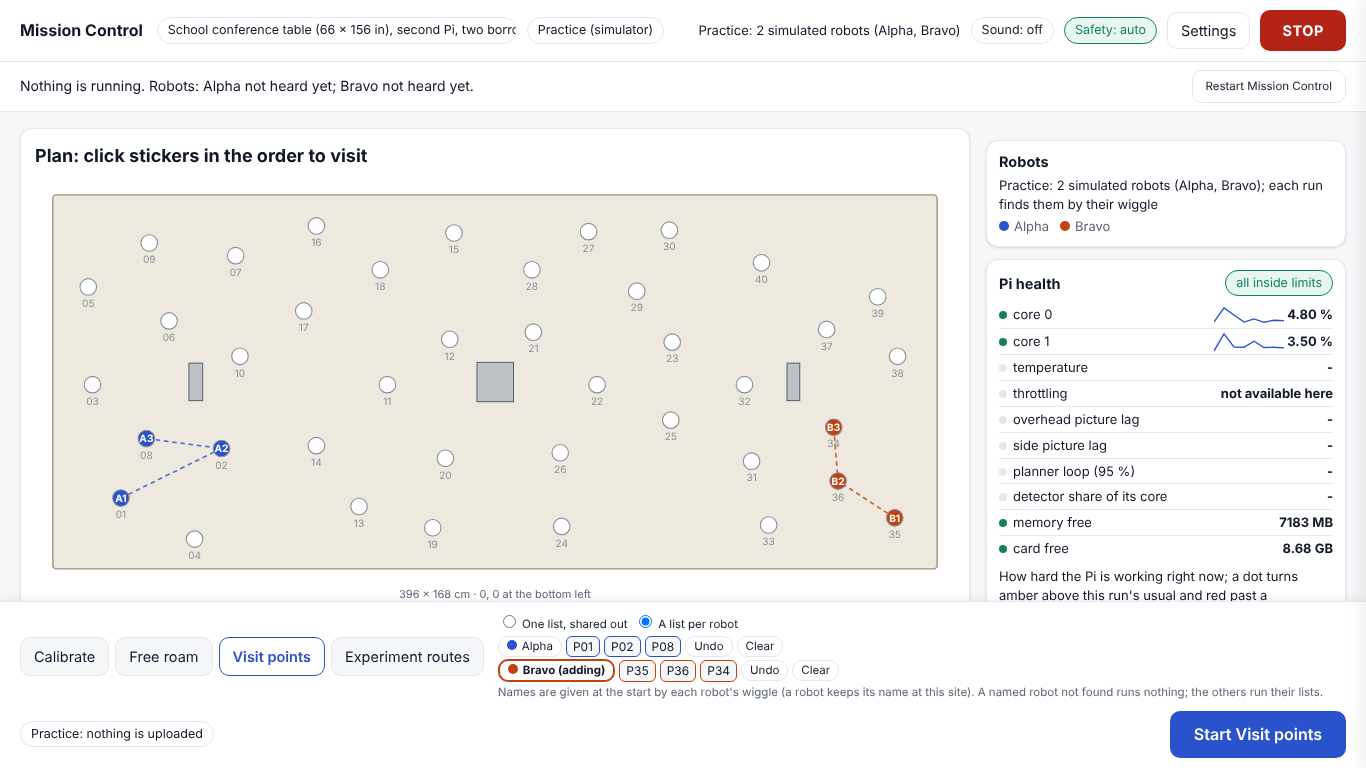 Mission Control
School conference table (66 × 156 in), second Pi, two borro
Practice (simulator)
Practice: 2 simulated robots (Alpha, Bravo)
Sound: off
Safety: auto
Settings
STOP
Nothing is running. Robots: Alpha not heard yet; Bravo not heard yet.
Restart Mission Control
Plan: click stickers in the order to visit
16
15
27
30
09
07
18
28
40
05
29
39
06
17
37
12
21
23
10
38
03
11
22
32
A3
08
A2
02
14
20
26
25
B3
34
31
B2
36
A1
01
13
B1
35
04
19
24
33
396 × 168 cm · 0, 0 at the bottom left
Robots
Practice: 2 simulated robots (Alpha, Bravo); each run
finds them by their wiggle
Alpha
Bravo
Pi health
all inside limits
core 0
4.80 %
core 1
3.50 %
temperature
-
throttling
not available here
overhead picture lag
-
side picture lag
-
planner loop (95 %)
-
detector share of its core
-
memory free
7183 MB
card free
8.68 GB
How hard the Pi is working right now; a dot turns
amber above this run's usual and red past a
Calibrate
Free roam
Visit points
Experiment routes
One list, shared out
A list per robot
Alpha
P01
P02
P08
Undo
Clear
Bravo (adding)
P35
P36
P34
Undo
Clear
Names are given at the start by each robot's wiggle (a robot keeps its name at this site). A named robot not found runs nothing; the others run their lists.
Practice: nothing is uploaded
Start Visit points